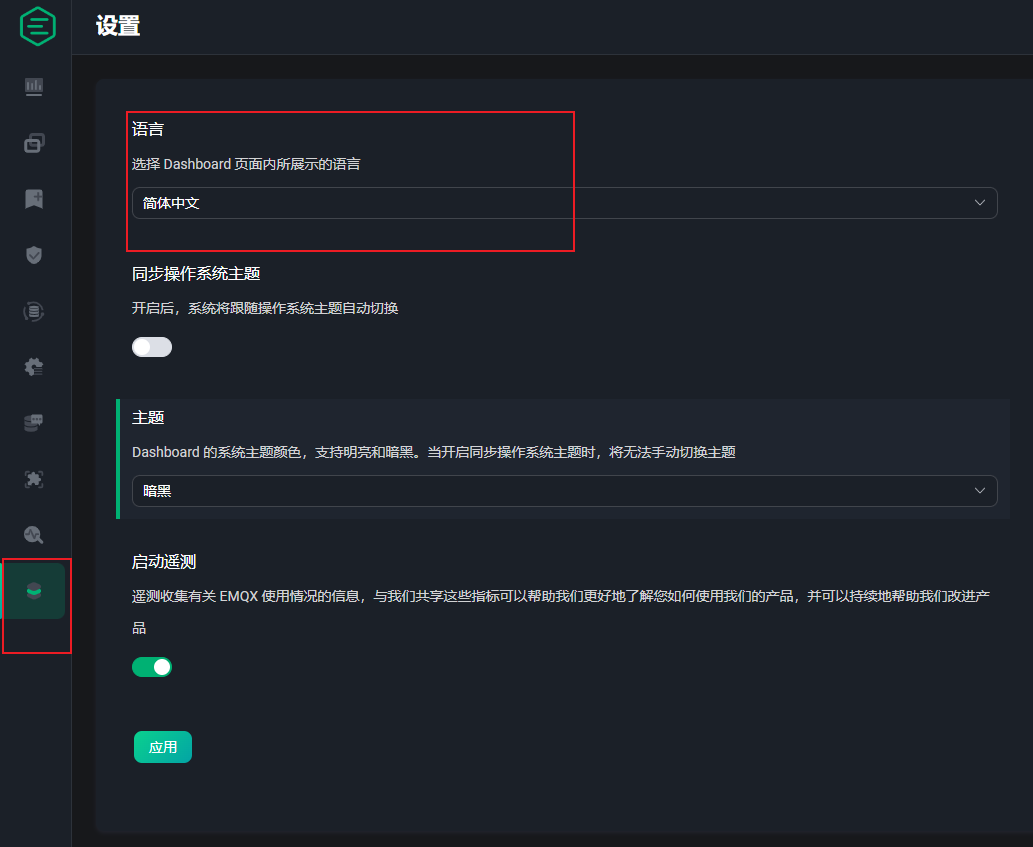 设置
语言
选择 Dashboard 页面内所展示的语言
简体中文
同步操作系统主题
开启后，系统将跟随操作系统主题自动切换
主题
Dashboard 的系统主题颜色，支持明亮和暗黑。当开启同步操作系统主题时，将无法手动切换主题
暗黑
启动遥测
遥测收集有关 EMQX 使用情况的信息，与我们共享这些指标可以帮助我们更好地了解您如何使用我们的产品，并可以持续地帮助我们改进产
品
应用